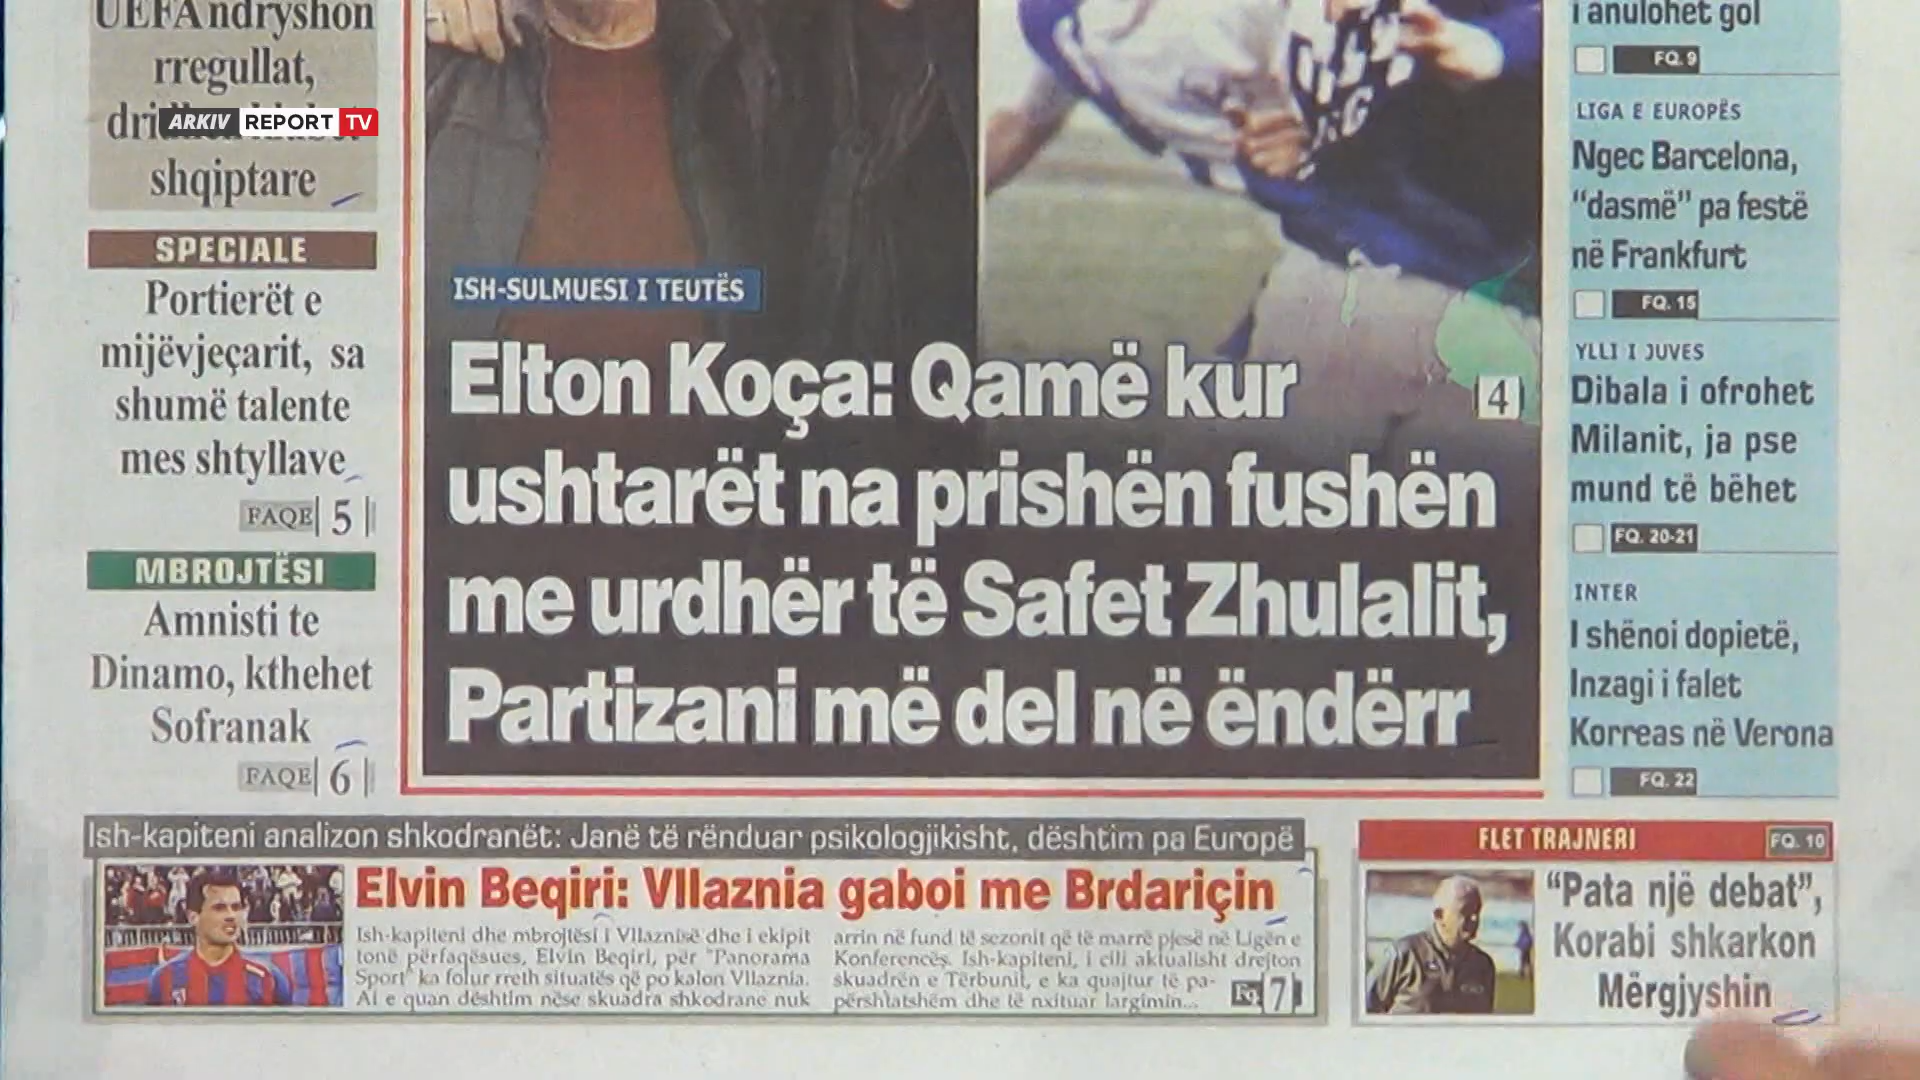 UEFA ndryshon
rregullat,
shqiptare
ARKIV REPORT TV
SPECIALE
Portierët e
mijëvjeçarit, sa
shumë talente
mes shtyllave
FAQE 5
MBROJTËSI
Amnisti te
Dinamo, kthehet
Sofranak
FAQE 6
ISH-SULMUESI I TEUTËS
Elton Koça: Qamë kur
ushtarët na prishën fushën
me urdhër të Safet Zhulalit,
Partizani më del në ëndërr
4
i anulohet gol
FQ. 9
LIGA E EUROPËS
Ngec Barcelona,
“dasmë” pa festë
në Frankfurt
FQ. 15
YLLI I JUVES
Dibala i ofrohet
Milanit, ja pse
mund të bëhet
FQ. 20-21
INTER
I shënoi dopietë,
Inzagi i falet
Korreas në Verona
FQ. 22
Ish-kapiteni analizon shkodranët: Janë të rënduar psikologjikisht, dështim pa Europë
Elvin Beqiri: Vllaznia gaboi me Brdariçin
Ish-kapiteni dhe mbrojtësi i Vllaznisë dhe i ekipit
tonë përfaqësues, Elvin Beqiri, për “Panorama
Sport” ka folur rreth situatës që po kalon Vllaznia.
Ai e quan dështim nëse skuadra shkodrane nuk
arrin në fund të sezonit që të marrë pjesë në Ligën e
Konferencës. Ish-kapiteni, i cili aktualisht drejton
skuadrën e Tërbunit, e ka quajtur të pa-
përshtatshëm dhe të nxituar largimin...
Fq. 7
FLET TRAJNERI
FQ. 10
“Pata një debat”,
Korabi shkarkon
Mërgjyshin